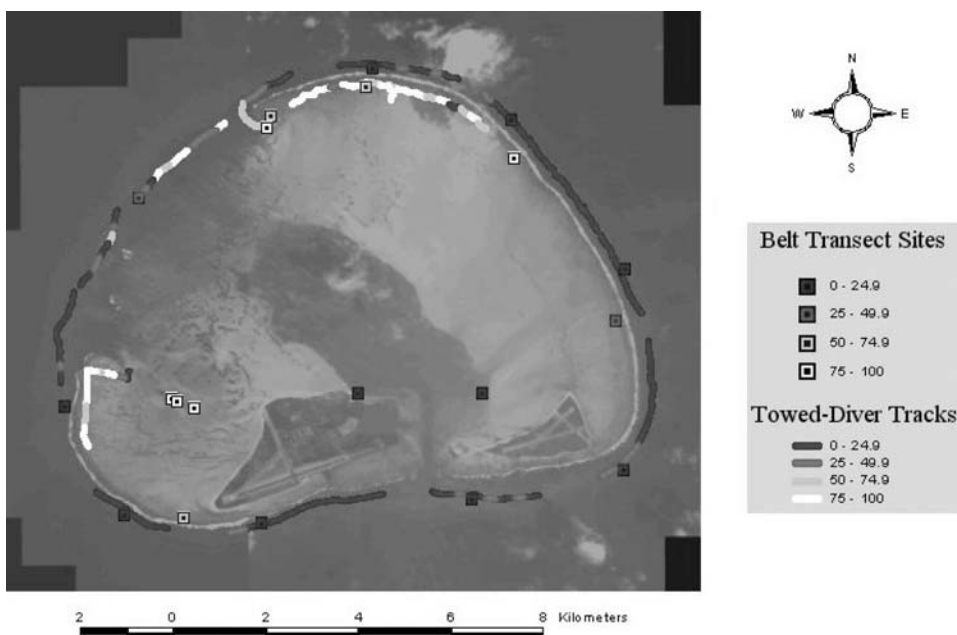 N
W E
S
Belt Transect Sites
0 - 24.9
25 - 49.9
50 - 74.9
75 - 100
Towed-Diver Tracks
0 - 24.9
25 - 49.9
50 - 74.9
75 - 100
2 0 2 4 6 8 Kilometers